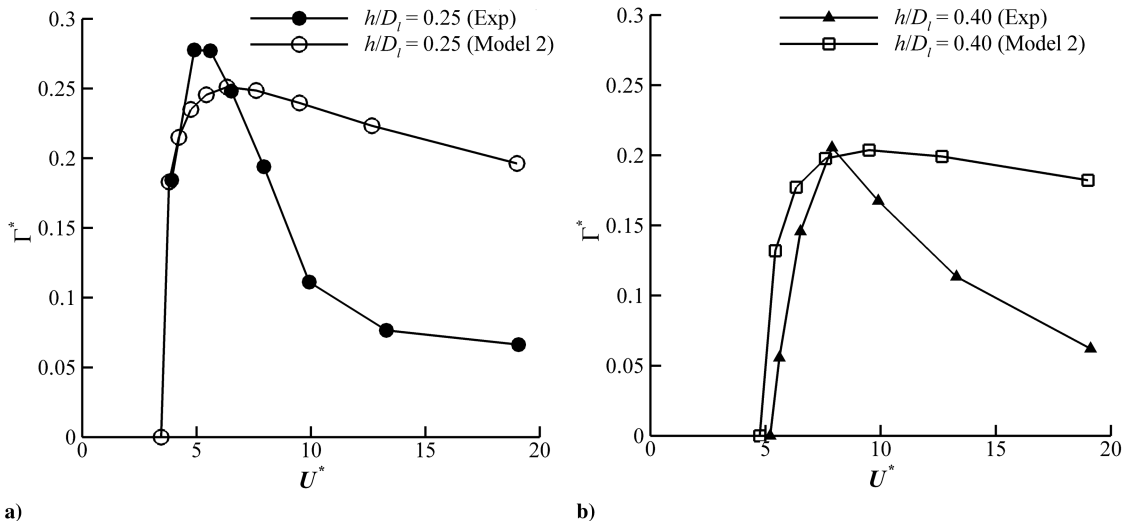 h/D_l = 0.25 (Exp)
h/D_l = 0.25 (Model 2)
0.3
0.25
0.2
0.15
0.1
0.05
0
Γ*
0 5 10 15 20
U*
a)
h/D_l = 0.40 (Exp)
h/D_l = 0.40 (Model 2)
0.3
0.25
0.2
0.15
0.1
0.05
0
Γ*
0 5 10 15 20
U*
b)